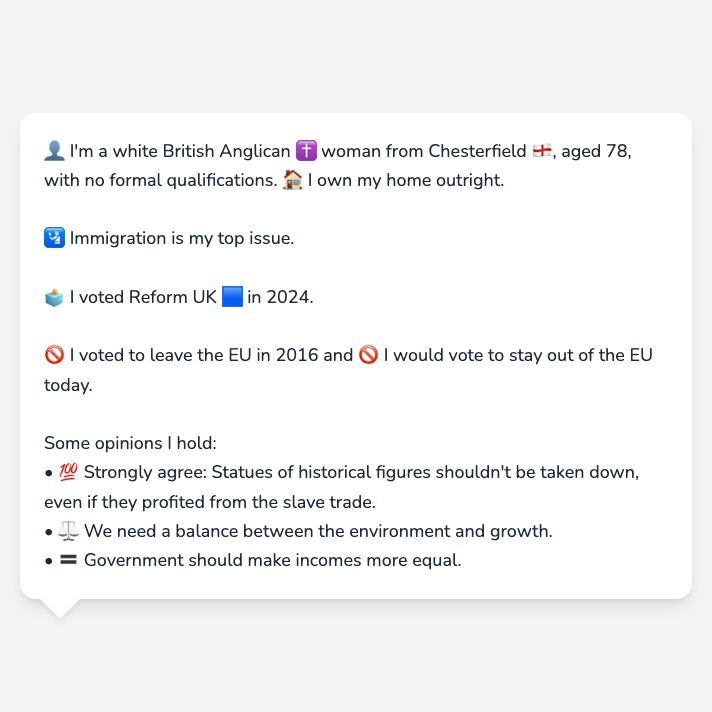 👤 I'm a white British Anglican ✝️ woman from Chesterfield 🏴󠁧󠁢󠁥󠁮󠁧󠁿, aged 78,
with no formal qualifications. 🏠 I own my home outright.
🛂 Immigration is my top issue.
🗳️ I voted Reform UK 🟦 in 2024.
🚫 I voted to leave the EU in 2016 and 🚫 I would vote to stay out of the EU
today.
Some opinions I hold:
• 💯 Strongly agree: Statues of historical figures shouldn't be taken down,
even if they profited from the slave trade.
• ⚖️ We need a balance between the environment and growth.
• 🟰 Government should make incomes more equal.